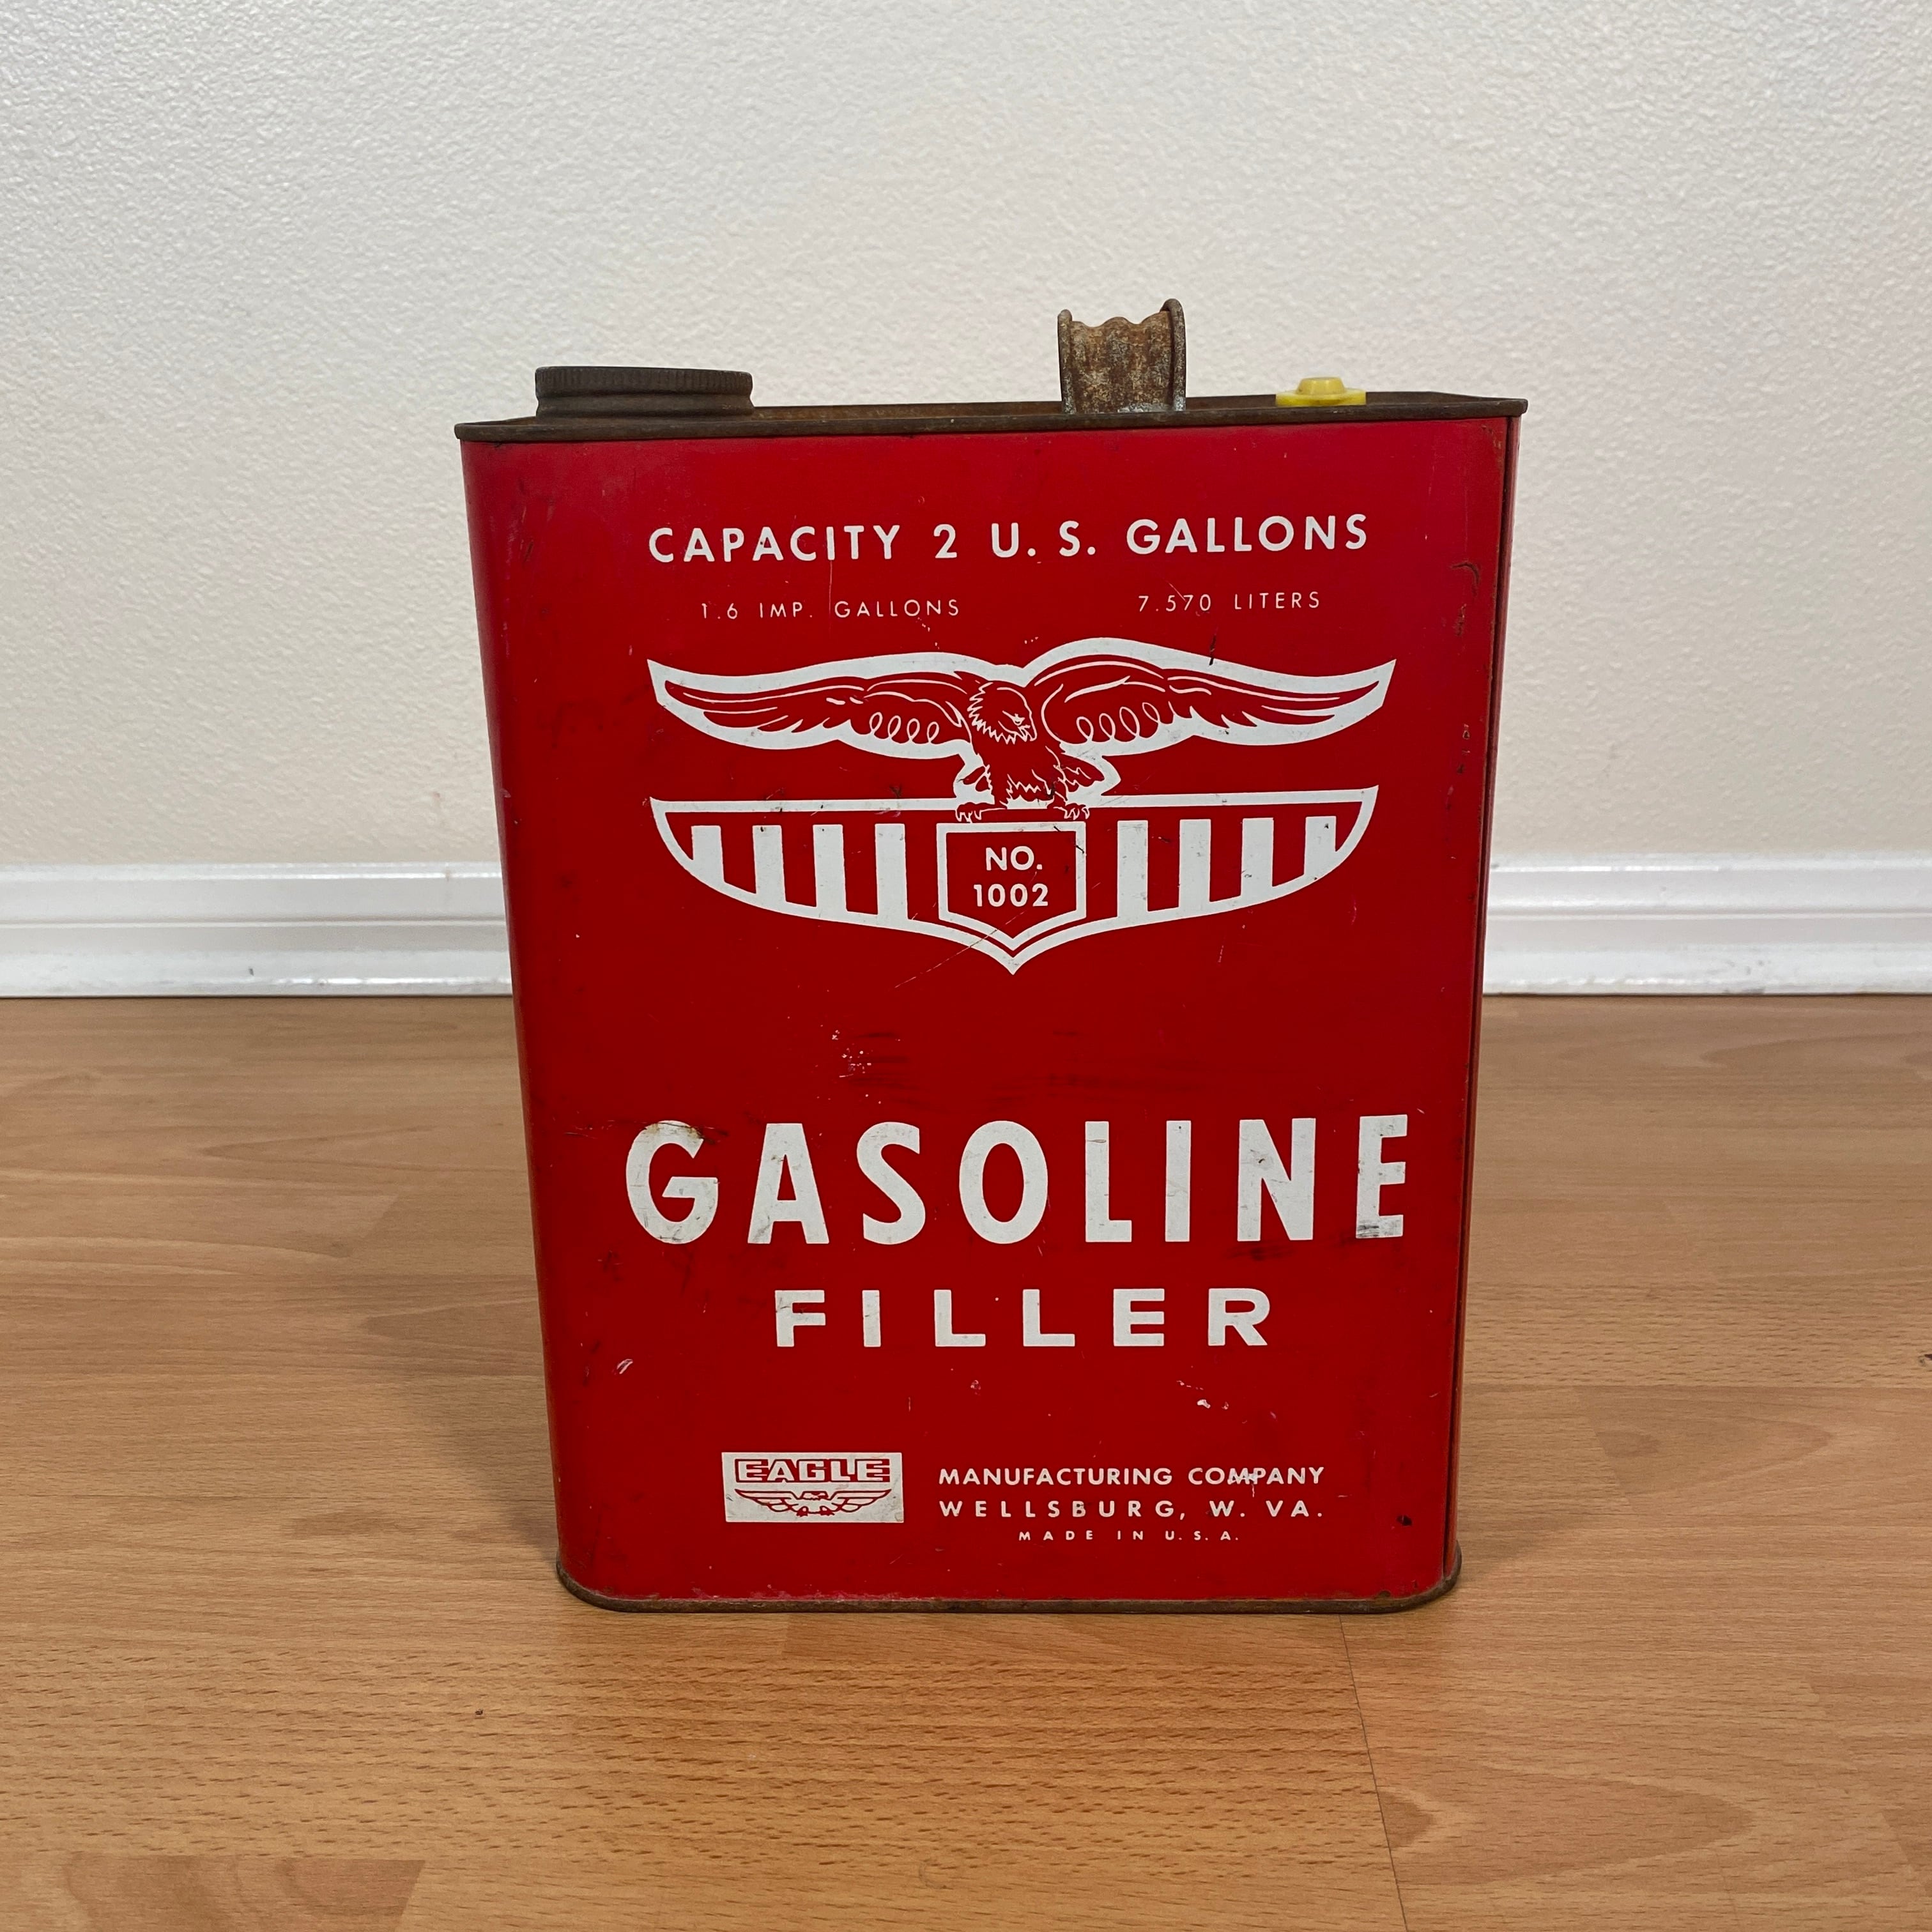 CAPACITY 2 U. S. GALLONS
1.6 IMP. GALLONS 7.570 LITERS
NO.
1002
GASOLINE
FILLER
EAGLE
MANUFACTURING COMPANY
WELLSBURG, W. VA.
MADE IN U. S. A.